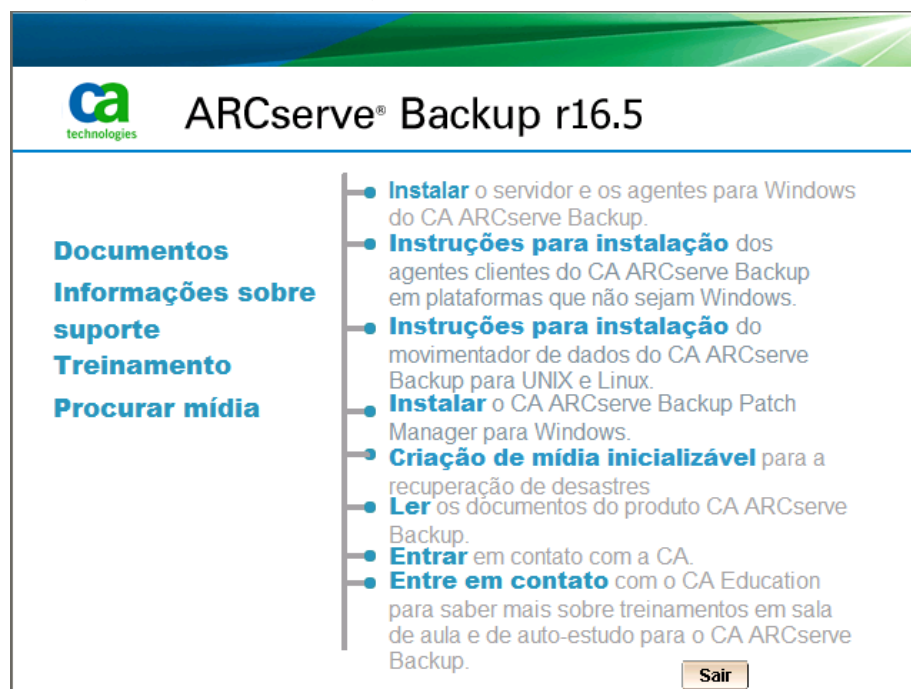 ca
technologies
ARCserve® Backup r16.5
Documentos
Informações sobre
suporte
Treinamento
Procurar mídia
Instalar o servidor e os agentes para Windows
do CA ARCserve Backup.
Instruções para instalação dos
agentes clientes do CA ARCserve Backup
em plataformas que não sejam Windows.
Instruções para instalação do
movimentador de dados do CA ARCserve
Backup para UNIX e Linux.
Instalar o CA ARCserve Backup Patch
Manager para Windows.
Criação de mídia inicializável para a
recuperação de desastres
Ler os documentos do produto CA ARCserve
Backup.
Entrar em contato com a CA.
Entre em contato com o CA Education
para saber mais sobre treinamentos em sala
de aula e de auto-estudo para o CA ARCserve
Backup.
Sair